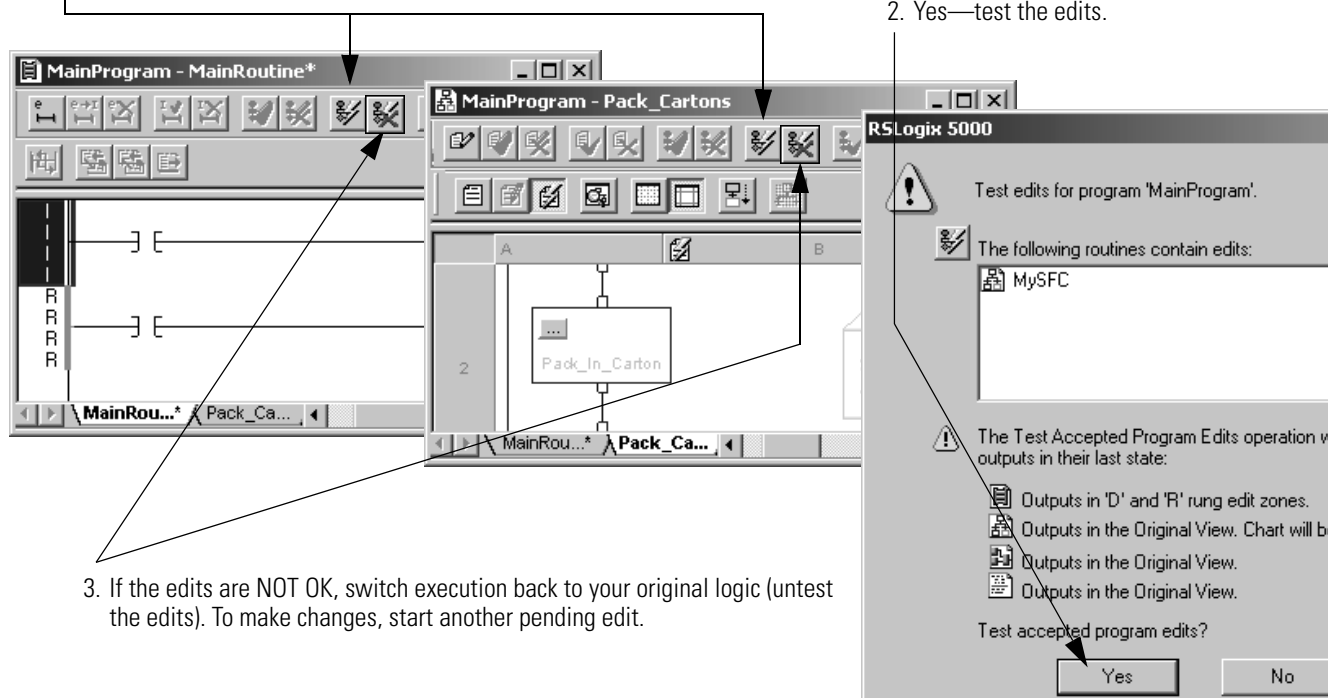 2. Yes—test the edits.
MainProgram - MainRoutine*
MainProgram - Pack_Cartons
RSLogix 5000
Test edits for program 'MainProgram'.
The following routines contain edits:
MySFC
A
B
R
R
R
R
...
Pack_In_Carton
2
MainRou...* Pack_Ca...
MainRou...* Pack_Ca...
The Test Accepted Program Edits operation
outputs in their last state:
Outputs in 'D' and 'R' rung edit zones.
Outputs in the Original View. Chart will
Outputs in the Original View.
Outputs in the Original View.
Test accepted program edits?
Yes
No
3. If the edits are NOT OK, switch execution back to your original logic (untest
the edits). To make changes, start another pending edit.